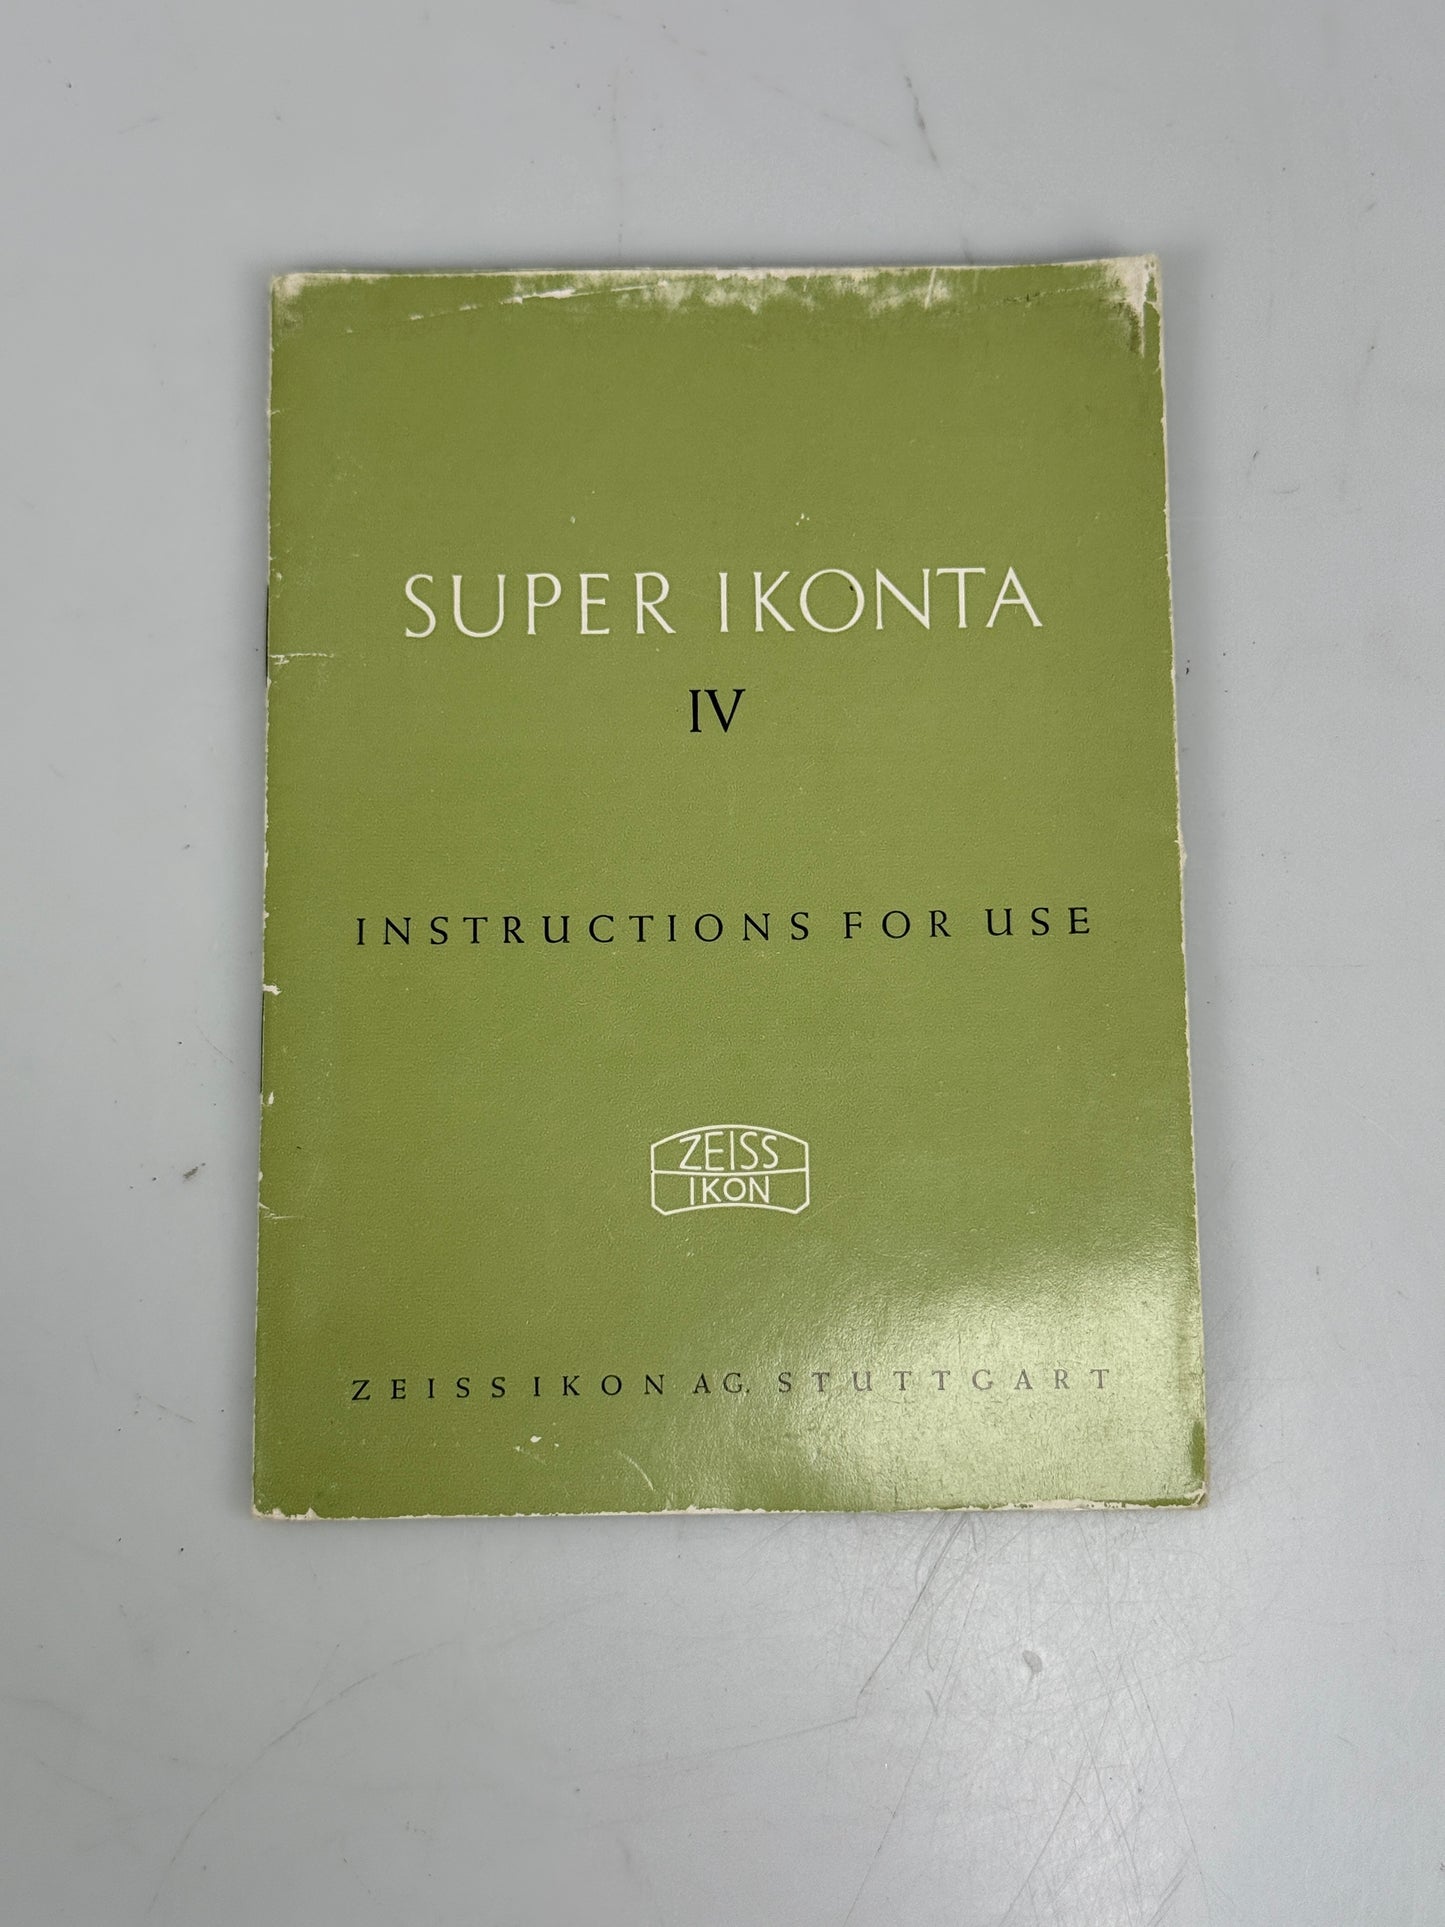 SUPER IKONTA
IV
INSTRUCTIONS FOR USE
ZEISS
IKON
ZEISS IKON AG. STUTTGART